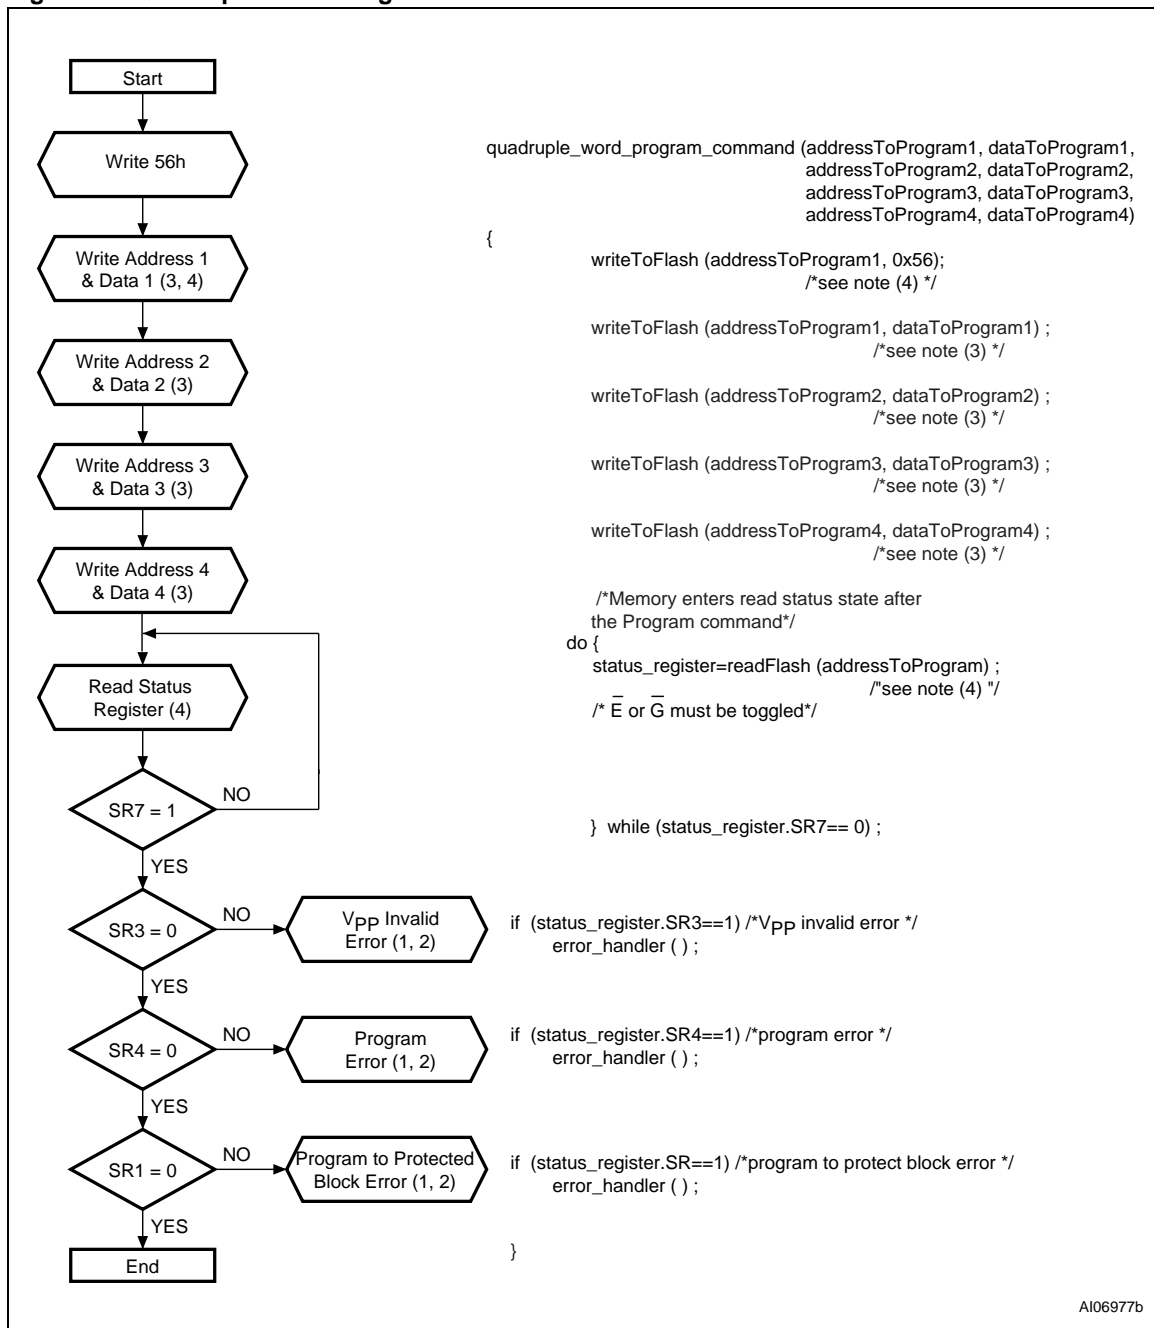 Start
Write 56h
Write Address 1
& Data 1 (3, 4)
Write Address 2
& Data 2 (3)
Write Address 3
& Data 3 (3)
Write Address 4
& Data 4 (3)
Read Status
Register (4)
SR7 = 1
NO
YES
SR3 = 0
NO
VPP Invalid
Error (1, 2)
YES
SR4 = 0
NO
Program
Error (1, 2)
YES
SR1 = 0
NO
Program to Protected
Block Error (1, 2)
YES
End
quadruple_word_program_command (addressToProgram1, dataToProgram1,
addressToProgram2, dataToProgram2,
addressToProgram3, dataToProgram3,
addressToProgram4, dataToProgram4)
{
writeToFlash (addressToProgram1, 0x56);
/*see note (4) */
writeToFlash (addressToProgram1, dataToProgram1) ;
/*see note (3) */
writeToFlash (addressToProgram2, dataToProgram2) ;
/*see note (3) */
writeToFlash (addressToProgram3, dataToProgram3) ;
/*see note (3) */
writeToFlash (addressToProgram4, dataToProgram4) ;
/*see note (3) */
/*Memory enters read status state after
the Program command*/
do {
status_register=readFlash (addressToProgram) ;
/"see note (4) "/
/* E̅ or G̅ must be toggled*/
} while (status_register.SR7== 0) ;
if (status_register.SR3==1) /*VPP invalid error */
error_handler ( ) ;
if (status_register.SR4==1) /*program error */
error_handler ( ) ;
if (status_register.SR==1) /*program to protect block error */
error_handler ( ) ;
}
AI06977b